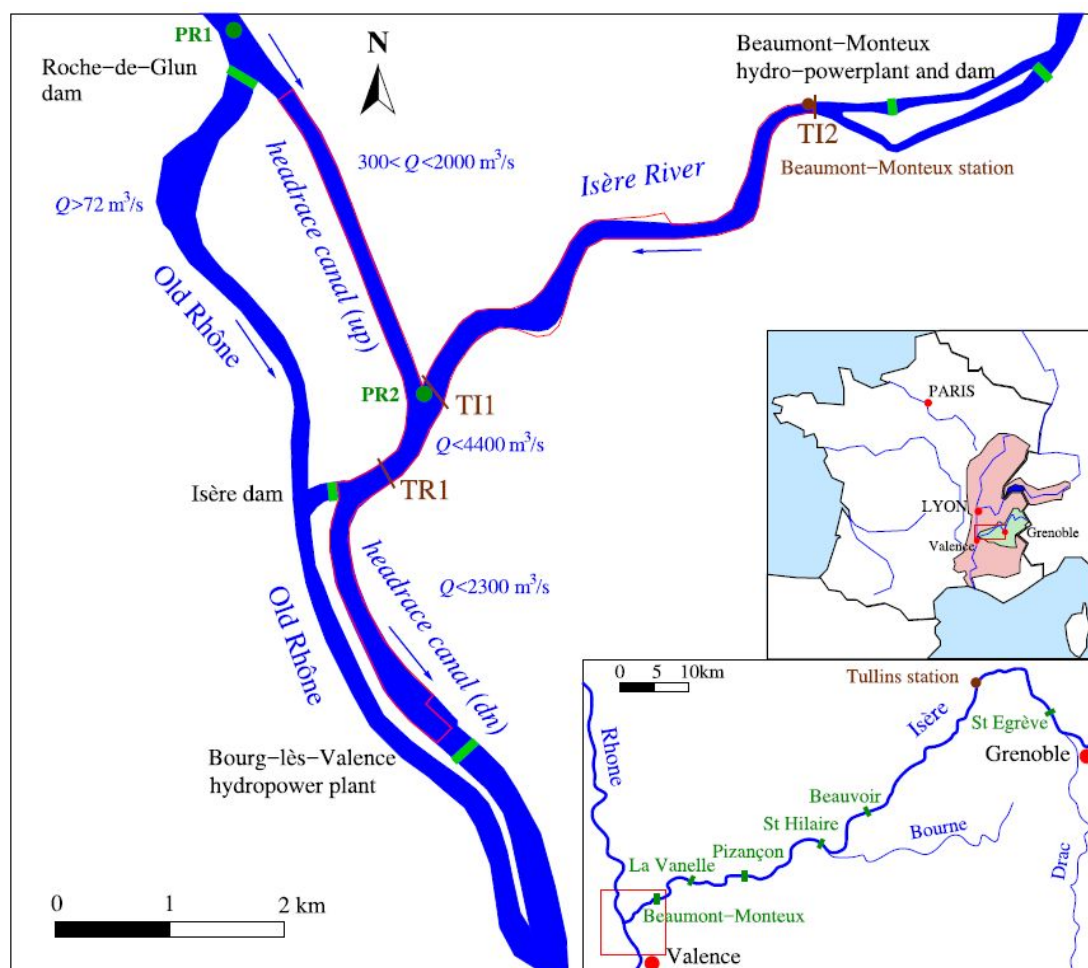 PR1
Roche−de−Glun
dam
N
Beaumont−Monteux
hydro−powerplant and dam
TI2
Beaumont−Monteux station
300< Q <2000 m³/s
headrace canal (up)
Isère River
Q>72 m³/s
Old Rhône
PR2
TI1
Q<4400 m³/s
Isère dam
TR1
headrace canal (dn)
Q<2300 m³/s
Old Rhône
Bourg−lès−Valence
hydropower plant
0 1 2 km
PARIS
LYON
Valence
Grenoble
0 5 10km
Tullins station
Isère
St Egrève
Rhone
Grenoble
Beauvoir
St Hilaire
Bourne
Pizançon
La Vanelle
Drac
Beaumont−Monteux
Valence